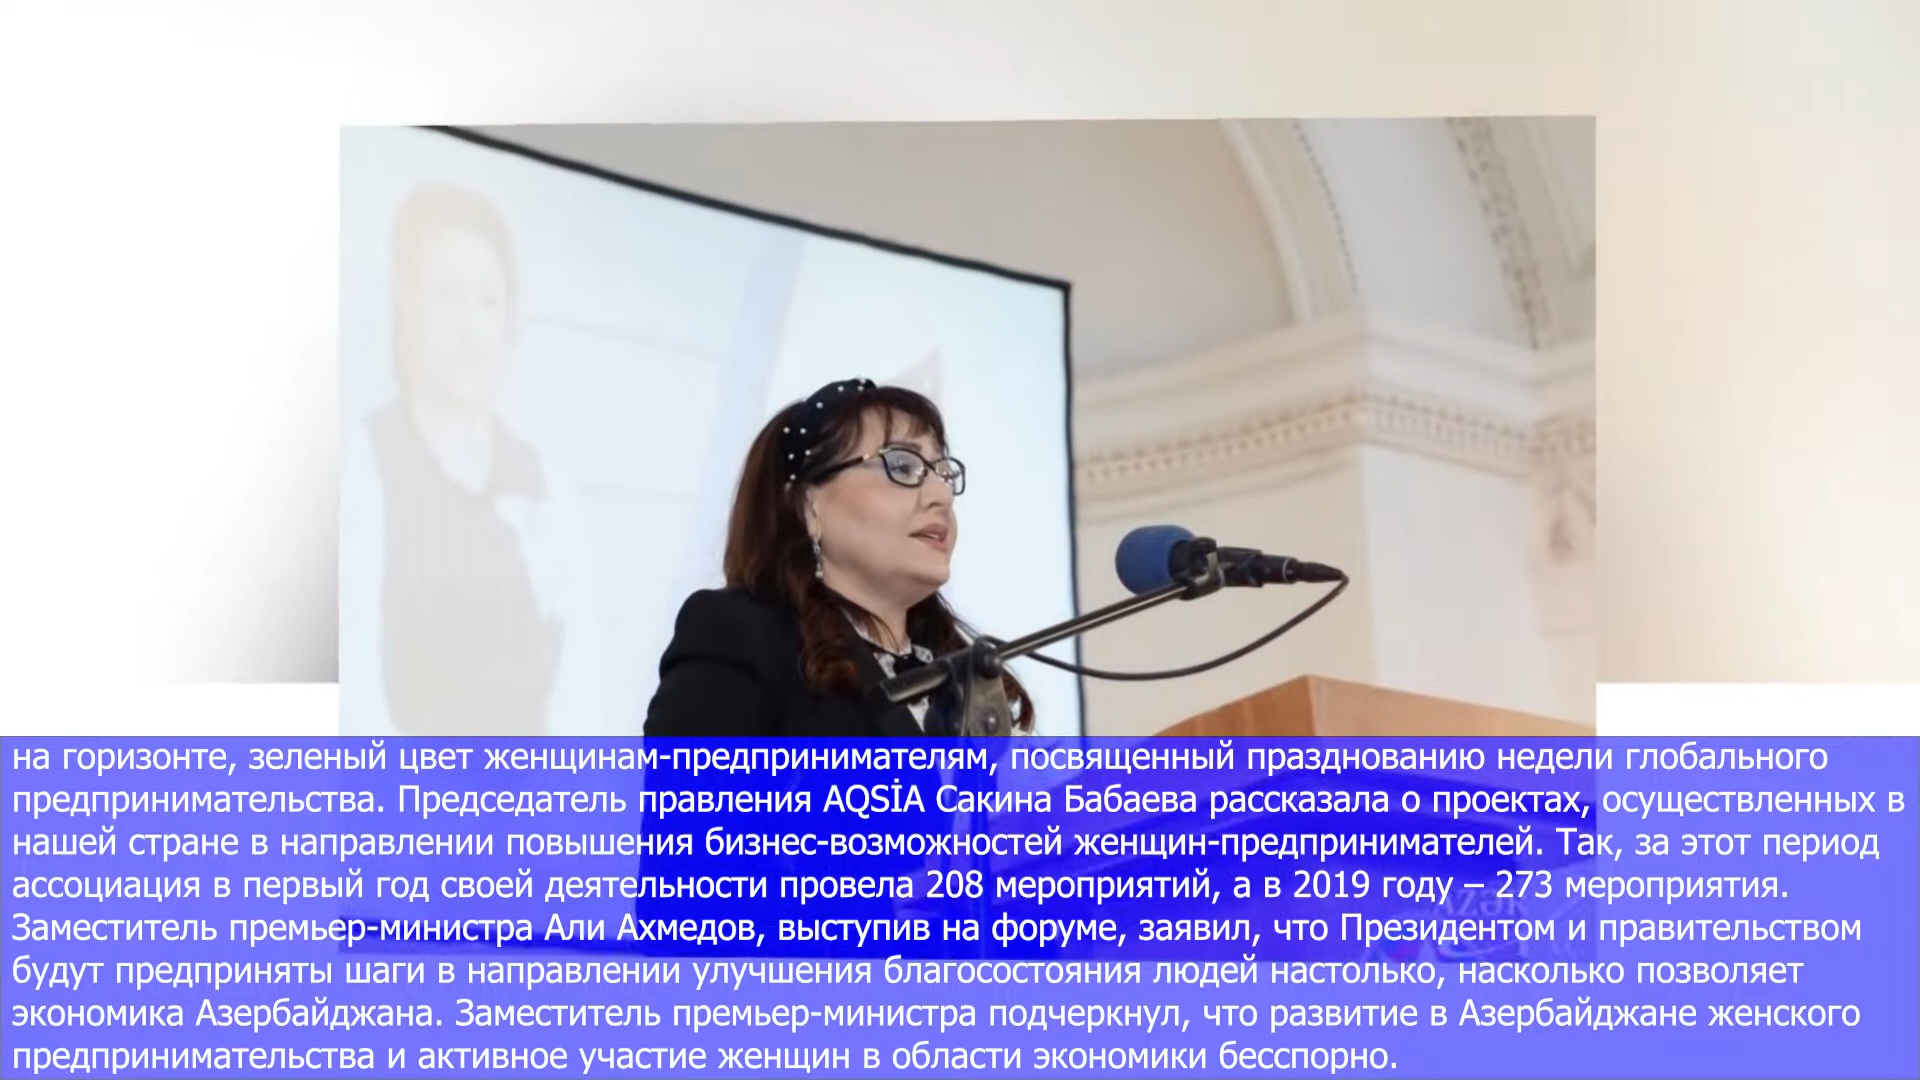 на горизонте, зеленый цвет женщинам-предпринимателям, посвященный празднованию недели глобального
предпринимательства. Председатель правления AQSİA Сакина Бабаева рассказала о проектах, осуществленных в
нашей стране в направлении повышения бизнес-возможностей женщин-предпринимателей. Так, за этот период
ассоциация в первый год своей деятельности провела 208 мероприятий, а в 2019 году – 273 мероприятия.
Заместитель премьер-министра Али Ахмедов, выступив на форуме, заявил, что Президентом и правительством
будут предприняты шаги в направлении улучшения благосостояния людей настолько, насколько позволяет
экономика Азербайджана. Заместитель премьер-министра подчеркнул, что развитие в Азербайджане женского
предпринимательства и активное участие женщин в области экономики бесспорно.